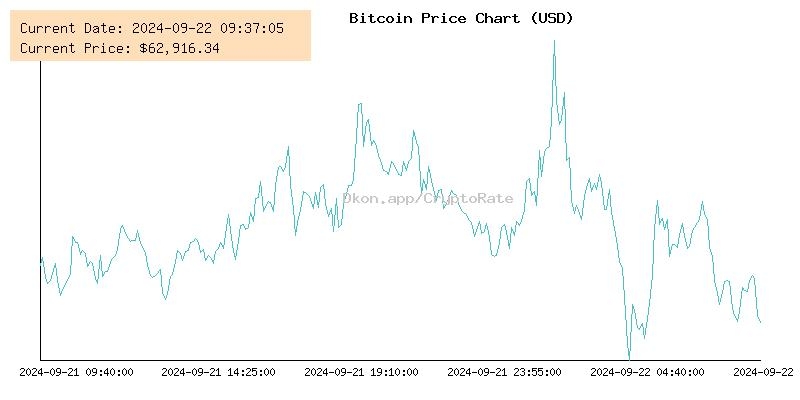 Bitcoin Price Chart (USD)
Current Date: 2024-09-22 09:37:05
Current Price: $62,916.34
Dkon.app/CryptoRate
2024-09-21 09:40:00 2024-09-21 14:25:00 2024-09-21 19:10:00 2024-09-21 23:55:00 2024-09-22 04:40:00 2024-09-22